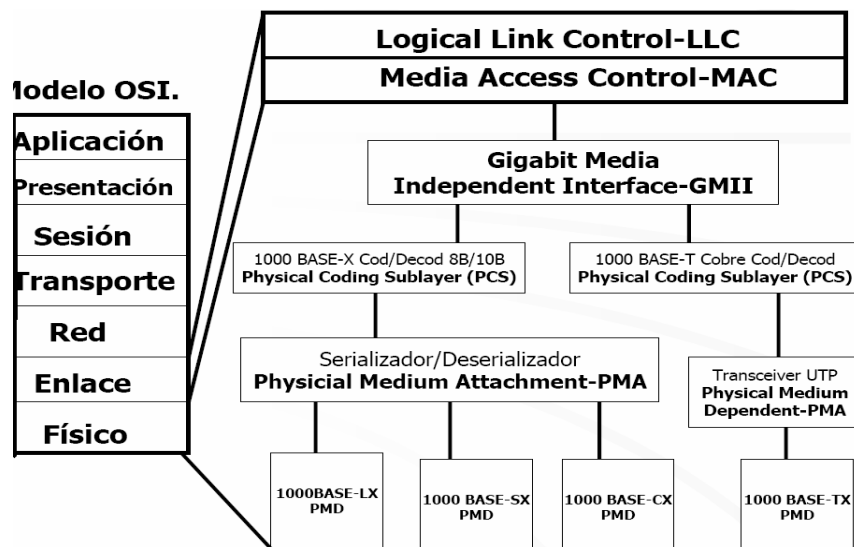 Logical Link Control-LLC
Media Access Control-MAC
Modelo OSI.
Aplicación
Presentación
Sesión
Transporte
Red
Enlace
Físico
Gigabit Media
Independent Interface-GMII
1000 BASE-X Cod/Decod 8B/10B
Physical Coding Sublayer (PCS)
1000 BASE-T Cobre Cod/Decod
Physical Coding Sublayer (PCS)
Serializador/Deserializador
Physicial Medium Attachment-PMA
Transceiver UTP
Physical Medium
Dependent-PMA
1000BASE-LX
PMD
1000 BASE-SX
PMD
1000 BASE-CX
PMD
1000 BASE-TX
PMD